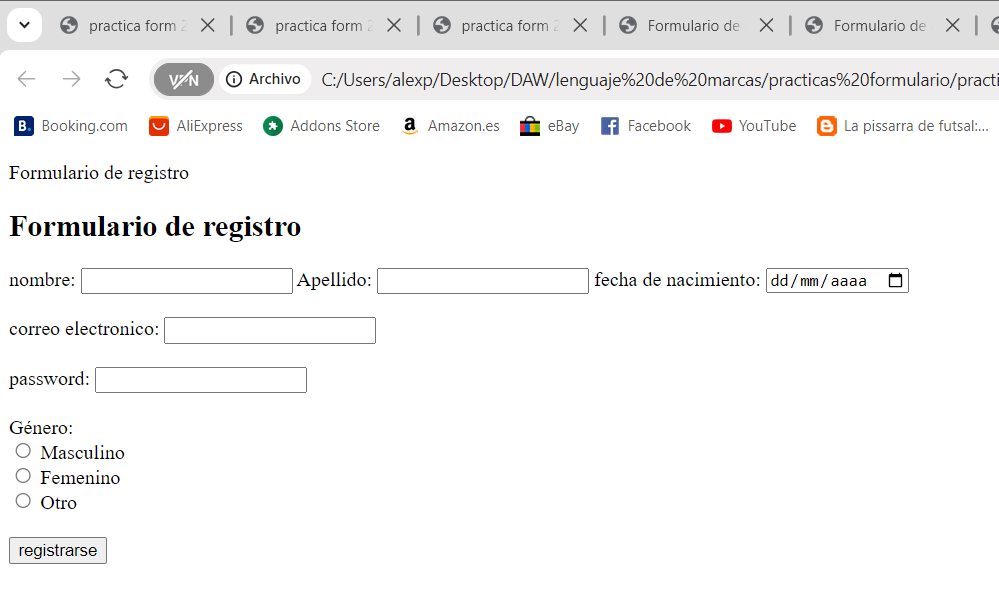 practica form 2 practica form 2 practica form 2 Formulario de Formulario de
VPN Archivo C:/Users/alexp/Desktop/DAW/lenguaje%20de%20marcas/practicas%20formulario/practi
B. Booking.com AliExpress Addons Store a Amazon.es eBay f Facebook YouTube La pissarra de futsal:...
Formulario de registro
Formulario de registro
nombre: Apellido: fecha de nacimiento: dd/mm/aaaa
correo electronico:
password:
Género:
Masculino
Femenino
Otro
registrarse